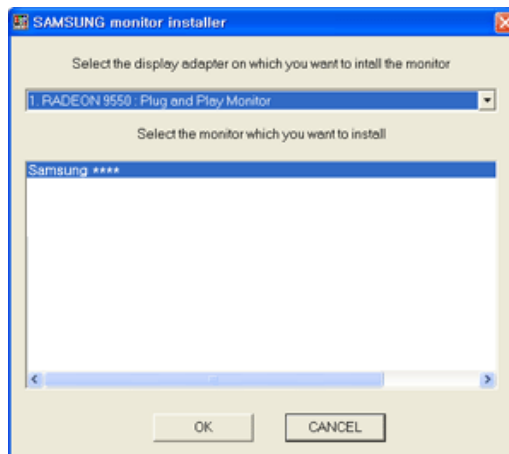 SAMSUNG monitor installer
Select the display adapter on which you want to intall the monitor
1. RADEON 9550 : Plug and Play Monitor
Select the monitor which you want to install
Samsung ****
OK
CANCEL